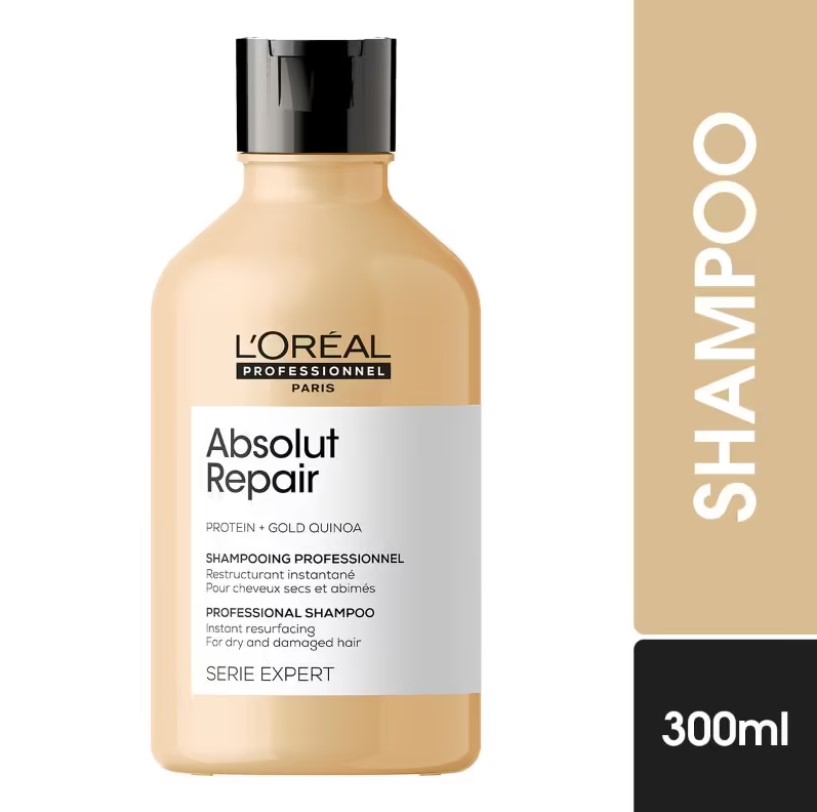 L'ORÉAL
PROFESSIONNEL
PARIS
Absolut
Repair
PROTEIN + GOLD QUINOA
SHAMPOOING PROFESSIONNEL
Restructurant instantané
Pour cheveux secs et abimés
PROFESSIONAL SHAMPOO
Instant resurfacing
For dry and damaged hair
SERIE EXPERT
SHAMPOO
300ml